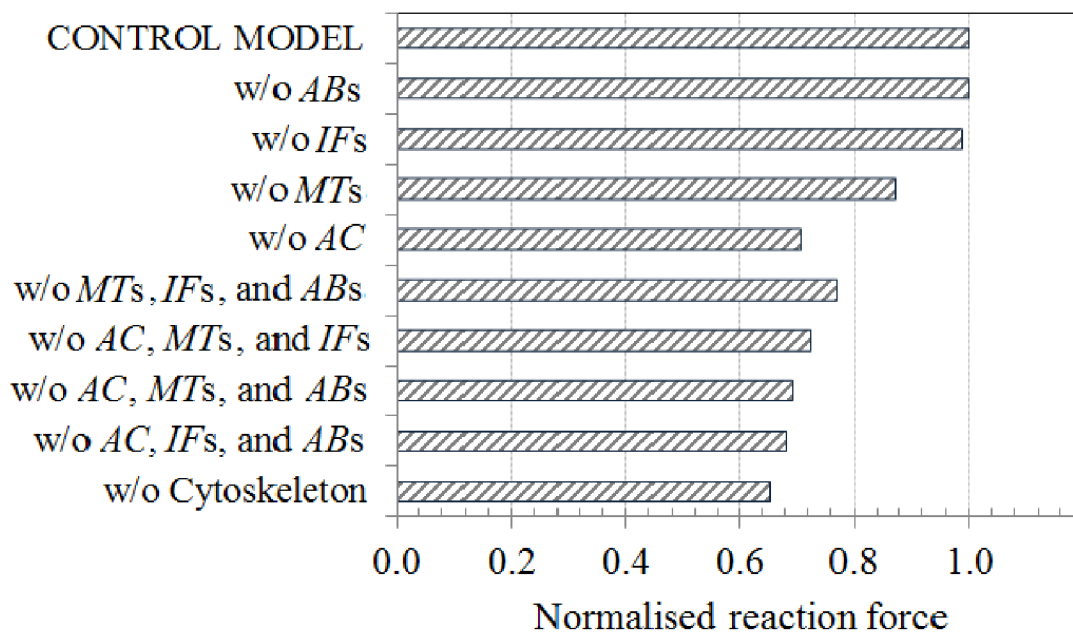 CONTROL MODEL
w/o ABs
w/o IFs
w/o MTs
w/o AC
w/o MTs, IFs, and ABs
w/o AC, MTs, and IFs
w/o AC, MTs, and ABs
w/o AC, IFs, and ABs
w/o Cytoskeleton
0.0 0.2 0.4 0.6 0.8 1.0
Normalised reaction force